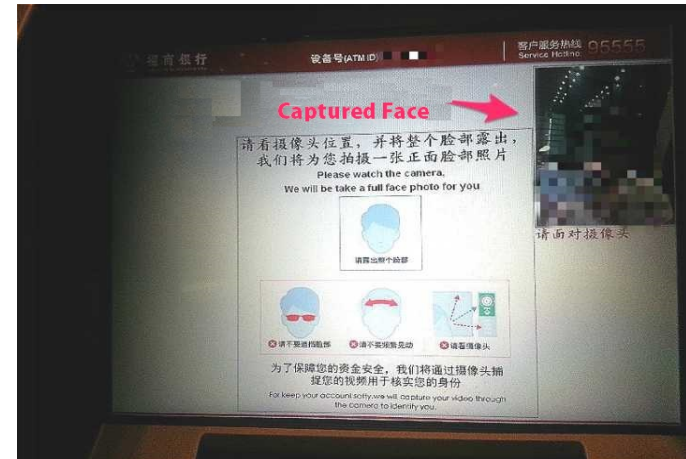 招商银行
设备号(ATM ID)
客户服务热线 95555
Service Hotline
Captured Face
请看摄像头位置，并将整个脸部露出，
我们将为您拍摄一张正面脸部照片
Please watch the camera,
We will be take a full face photo for you
请面对摄像头
请露出整个脸部
请不要遮挡脸部
请不要频繁晃动
请看摄像头
为了保障您的资金安全，我们将通过摄像头捕
捉您的视频用于核实您的身份
For keep your account safty,we will capture your video through
the camera to identify you.